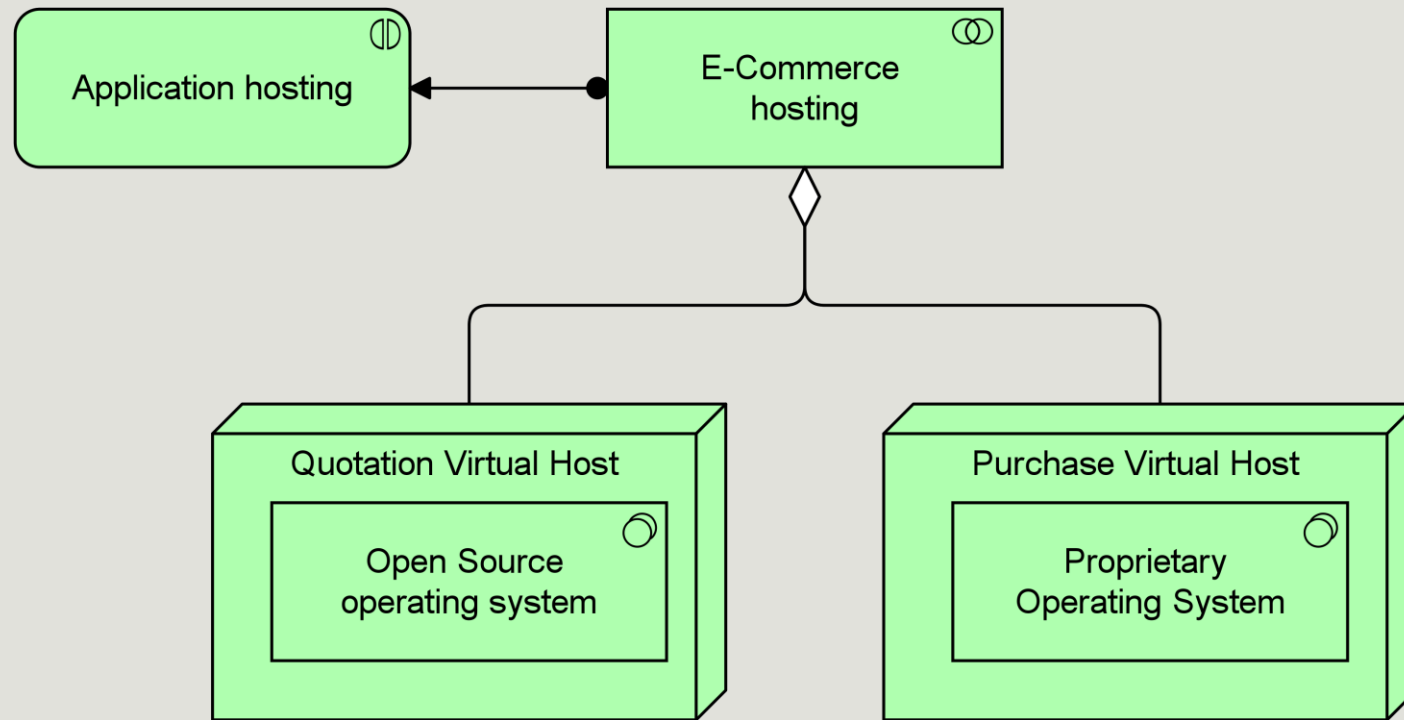 Application hosting
E-Commerce
hosting
Quotation Virtual Host
Open Source
operating system
Purchase Virtual Host
Proprietary
Operating System